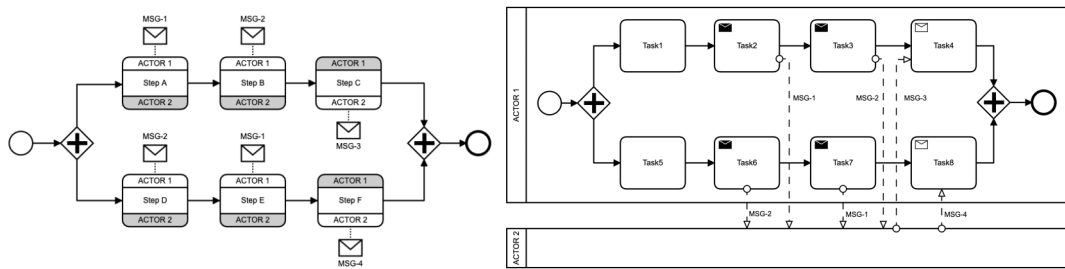 MSG-1 MSG-2
ACTOR 1 ACTOR 1 ACTOR 1
Step A Step B Step C
ACTOR 2 ACTOR 2 ACTOR 2
MSG-3
MSG-2 MSG-1
ACTOR 1 ACTOR 1 ACTOR 1
Step D Step E Step F
ACTOR 2 ACTOR 2 ACTOR 2
MSG-4
ACTOR 1
Task1 Task2 Task3 Task4
MSG-1 MSG-2 MSG-3
Task5 Task6 Task7 Task8
MSG-2 MSG-1 MSG-4
ACTOR 2